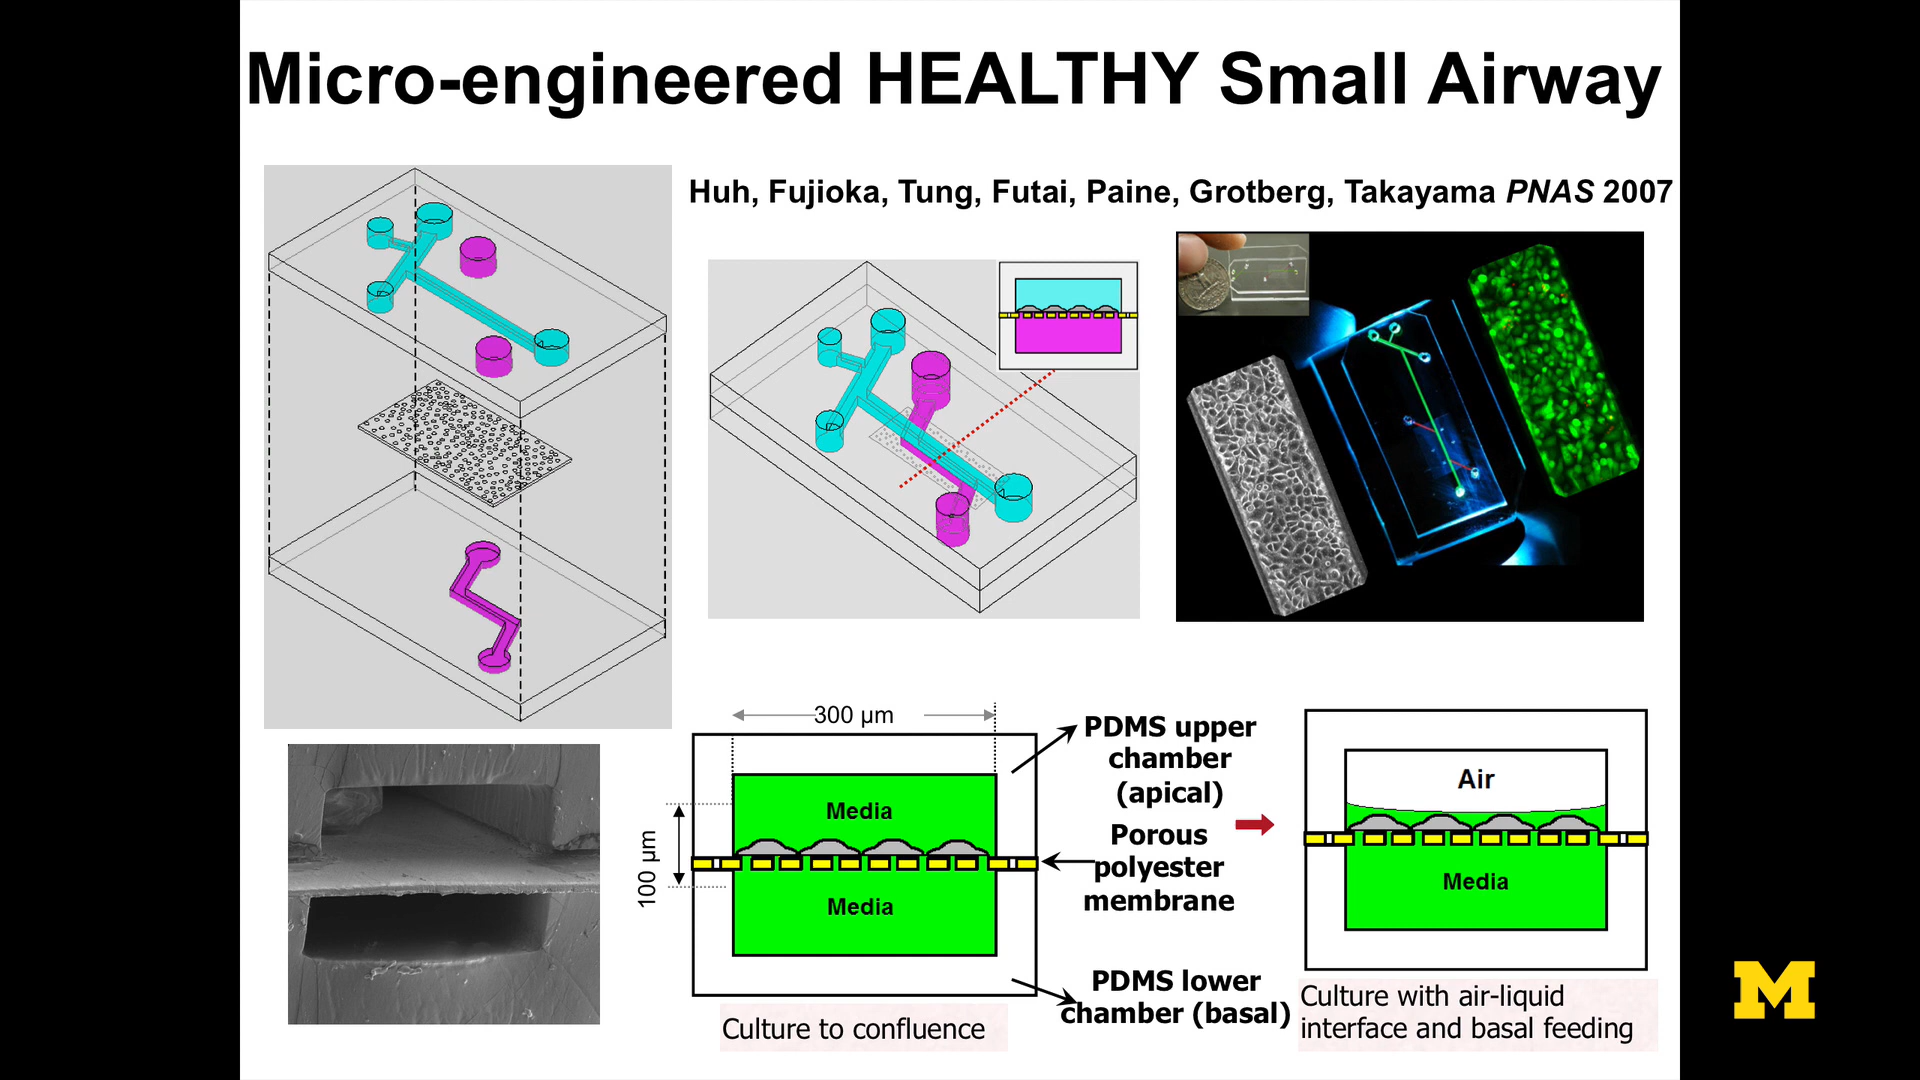 Micro-engineered HEALTHY Small Airway
Huh, Fujioka, Tung, Futai, Paine, Grotberg, Takayama PNAS 2007
300 µm
100 µm
Media
Media
PDMS upper
chamber
(apical)
Porous
polyester
membrane
PDMS lower
chamber (basal)
Culture to confluence
Air
Media
Culture with air-liquid
interface and basal feeding
M